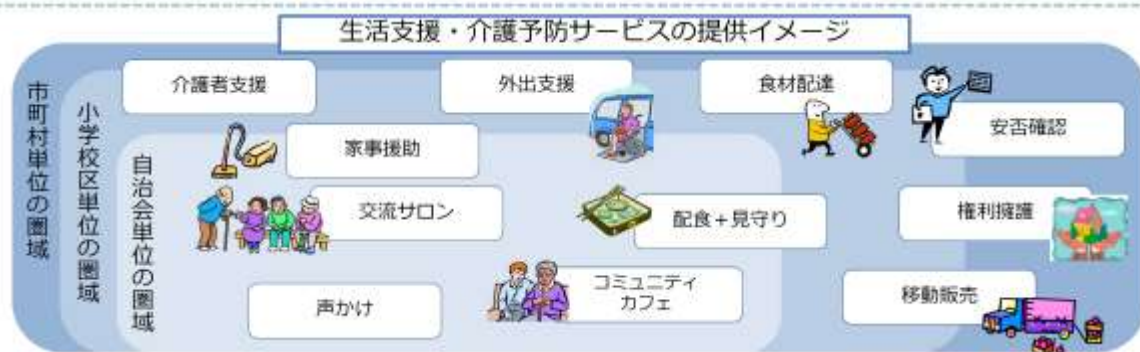 生活支援・介護予防サービスの提供イメージ
市町村単位の圏域
小学校区単位の圏域
自治会単位の圏域
介護者支援
外出支援
食材配達
安否確認
家事援助
交流サロン
配食+見守り
権利擁護
声かけ
コミュニティ
カフェ
移動販売